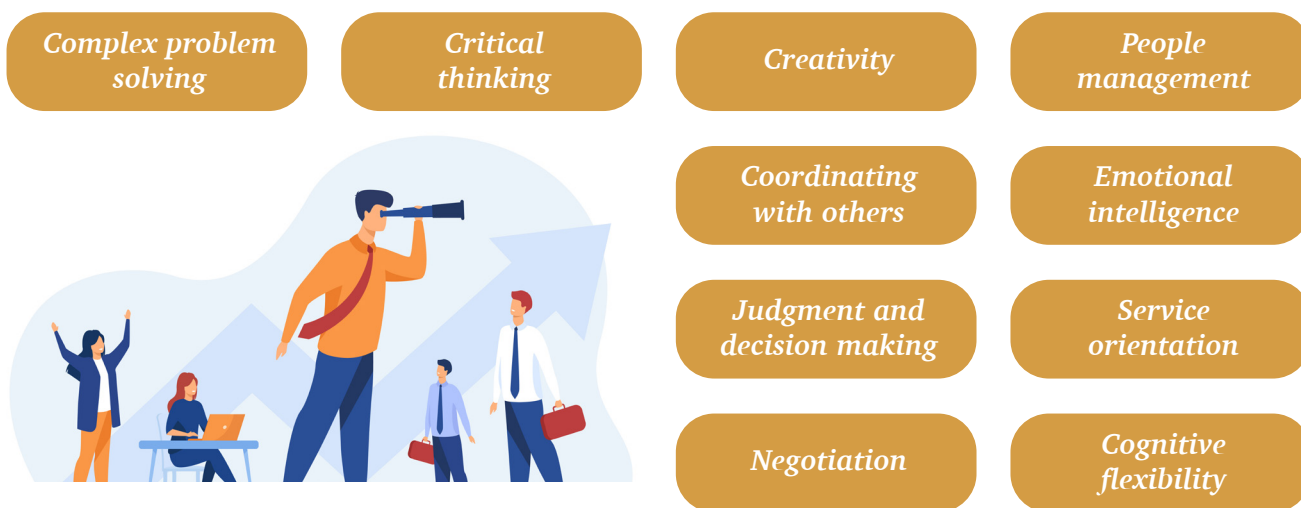 Complex problem
solving
Critical
thinking
Creativity
People
management
Coordinating
with others
Emotional
intelligence
Judgment and
decision making
Service
orientation
Negotiation
Cognitive
flexibility